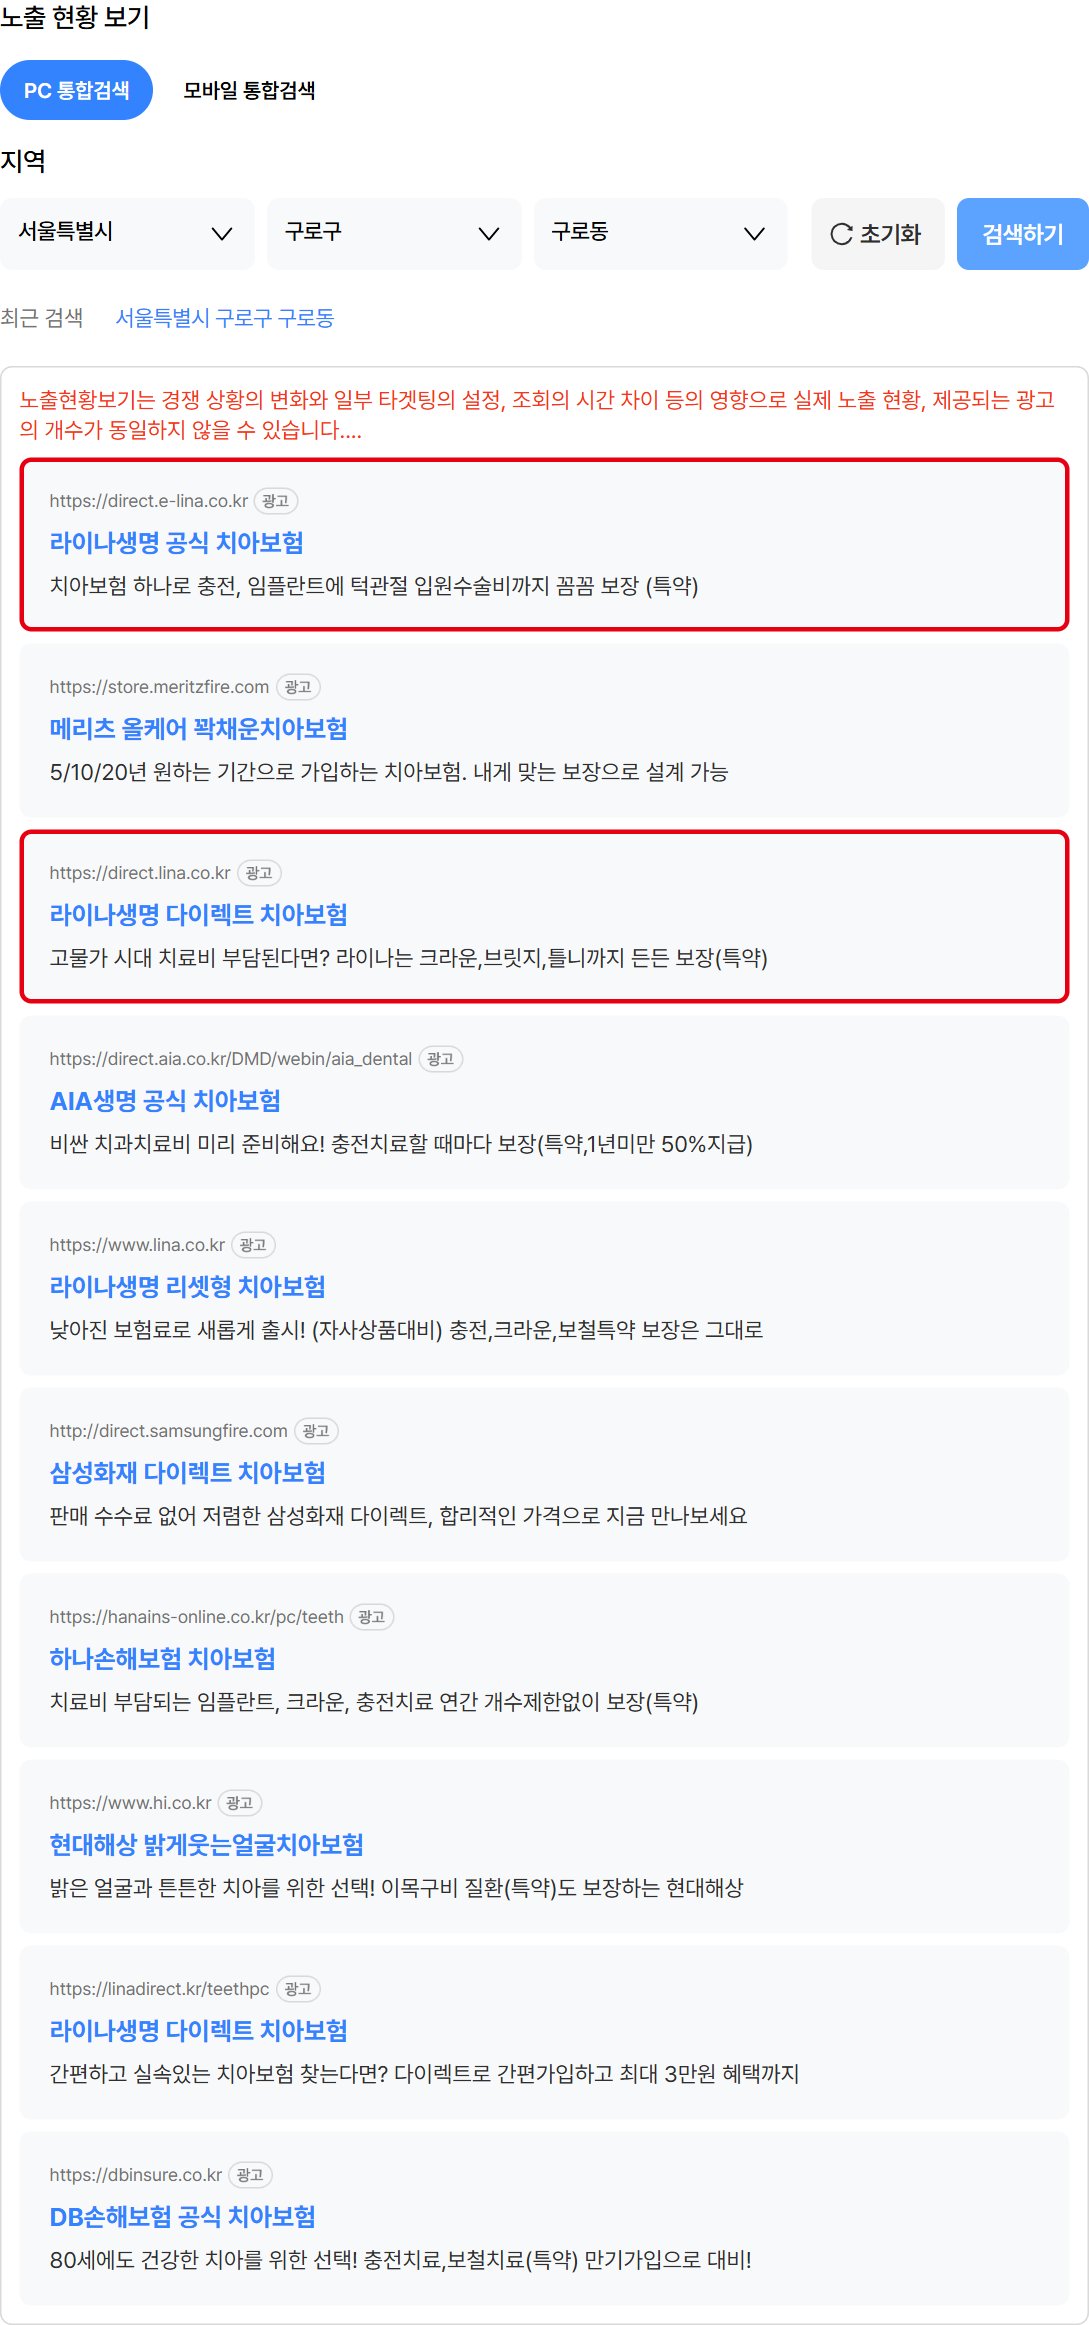 노출 현황 보기
PC 통합검색
모바일 통합검색
지역
서울특별시
구로구
구로동
초기화
검색하기
최근 검색
서울특별시 구로구 구로동
노출현황보기는 경쟁 상황의 변화와 일부 타겟팅의 설정, 조회의 시간 차이 등의 영향으로 실제 노출 현황, 제공되는 광고
의 개수가 동일하지 않을 수 있습니다....
https://direct.e-lina.co.kr 광고
라이나생명 공식 치아보험
치아보험 하나로 충전, 임플란트에 턱관절 입원수술비까지 꼼꼼 보장 (특약)
https://store.meritzfire.com 광고
메리츠 올케어 꽉채운치아보험
5/10/20년 원하는 기간으로 가입하는 치아보험. 내게 맞는 보장으로 설계 가능
https://direct.lina.co.kr 광고
라이나생명 다이렉트 치아보험
고물가 시대 치료비 부담된다면? 라이나는 크라운,브릿지,틀니까지 든든 보장(특약)
https://direct.aia.co.kr/DMD/webin/aia_dental 광고
AIA생명 공식 치아보험
비싼 치과치료비 미리 준비해요! 충전치료할 때마다 보장(특약,1년미만 50%지급)
https://www.lina.co.kr 광고
라이나생명 리셋형 치아보험
낮아진 보험료로 새롭게 출시! (자사상품대비) 충전,크라운,보철특약 보장은 그대로
http://direct.samsungfire.com 광고
삼성화재 다이렉트 치아보험
판매 수수료 없어 저렴한 삼성화재 다이렉트, 합리적인 가격으로 지금 만나보세요
https://hanains-online.co.kr/pc/teeth 광고
하나손해보험 치아보험
치료비 부담되는 임플란트, 크라운, 충전치료 연간 개수제한없이 보장(특약)
https://www.hi.co.kr 광고
현대해상 밝게웃는얼굴치아보험
밝은 얼굴과 튼튼한 치아를 위한 선택! 이목구비 질환(특약)도 보장하는 현대해상
https://linadirect.kr/teethpc 광고
라이나생명 다이렉트 치아보험
간편하고 실속있는 치아보험 찾는다면? 다이렉트로 간편가입하고 최대 3만원 혜택까지
https://dbinsure.co.kr 광고
DB손해보험 공식 치아보험
80세에도 건강한 치아를 위한 선택! 충전치료,보철치료(특약) 만기가입으로 대비!